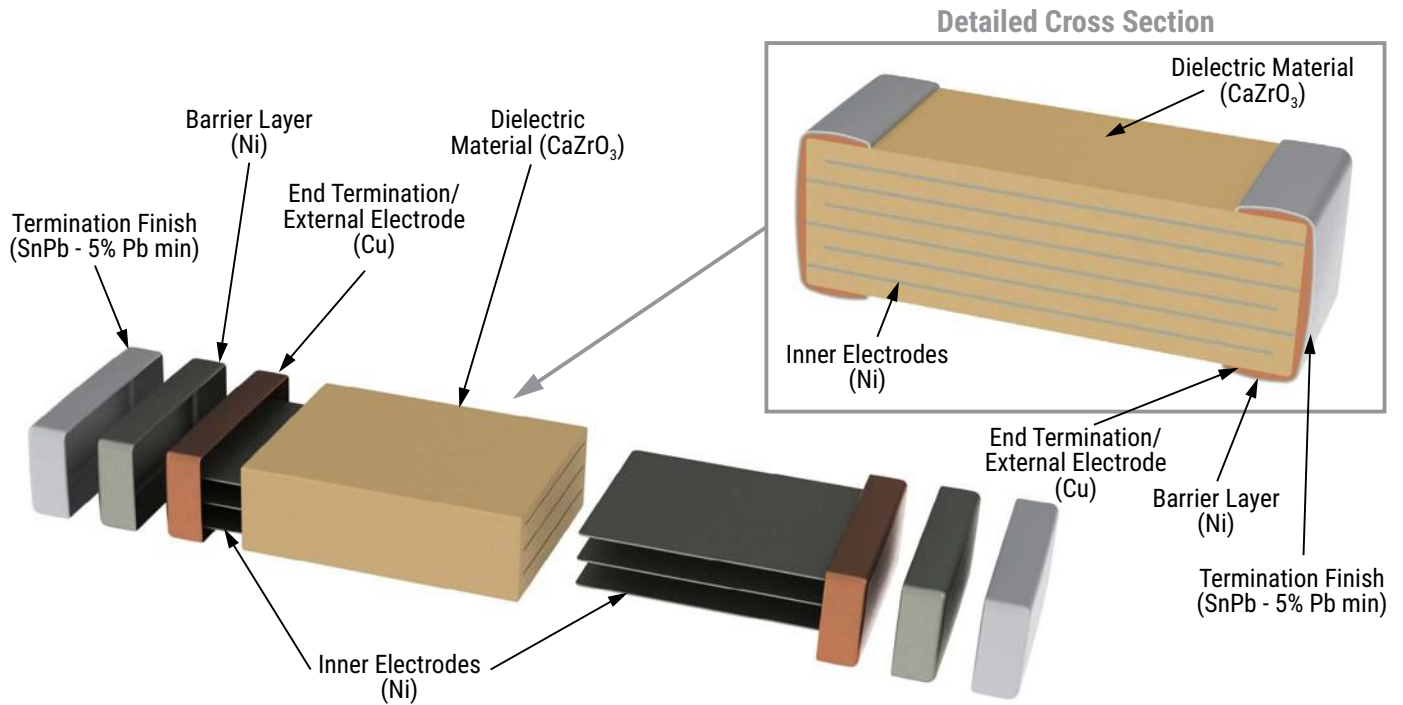 Detailed Cross Section
Dielectric Material
(CaZrO₃)
Inner Electrodes
(Ni)
End Termination/
External Electrode
(Cu)
Barrier Layer
(Ni)
Termination Finish
(SnPb - 5% Pb min)
Barrier Layer
(Ni)
Dielectric
Material (CaZrO₃)
End Termination/
External Electrode
(Cu)
Termination Finish
(SnPb - 5% Pb min)
Inner Electrodes
(Ni)